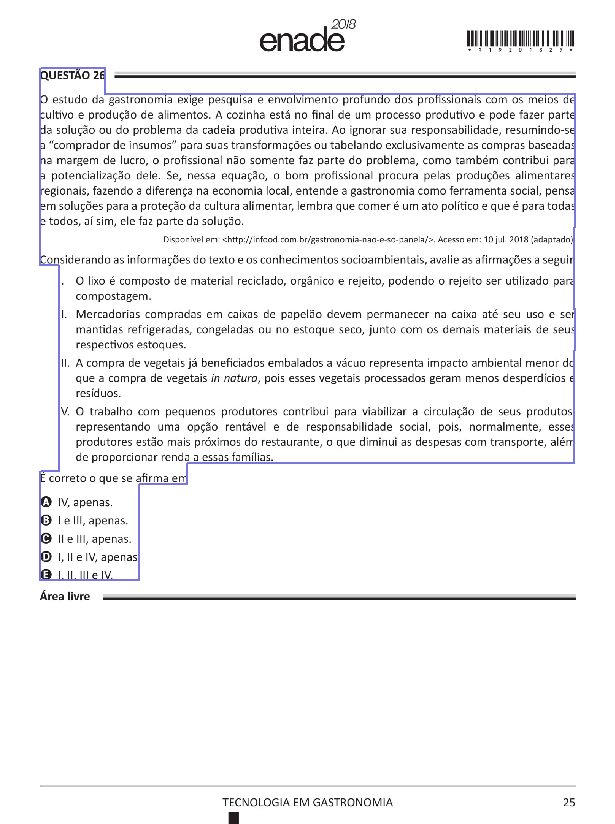 enade 2018
*R1920182529*
QUESTÃO 26
O estudo da gastronomia exige pesquisa e envolvimento profundo dos profissionais com os meios de
cultivo e produção de alimentos. A cozinha está no final de um processo produtivo e pode fazer parte
da solução ou do problema da cadeia produtiva inteira. Ao ignorar sua responsabilidade, resumindo-se
a “comprador de insumos” para suas transformações ou tabelando exclusivamente as compras baseadas
na margem de lucro, o profissional não somente faz parte do problema, como também contribui para
a potencialização dele. Se, nessa equação, o bom profissional procura pelas produções alimentares
regionais, fazendo a diferença na economia local, entende a gastronomia como ferramenta social, pensa
em soluções para a proteção da cultura alimentar, lembra que comer é um ato político e que é para todas
e todos, aí sim, ele faz parte da solução.
Disponível em: <http://infood.com.br/gastronomia-nao-e-so-panela/>. Acesso em: 10 jul. 2018 (adaptado)
Considerando as informações do texto e os conhecimentos socioambientais, avalie as afirmações a seguir
. O lixo é composto de material reciclado, orgânico e rejeito, podendo o rejeito ser utilizado para
compostagem.
I. Mercadorias compradas em caixas de papelão devem permanecer na caixa até seu uso e ser
mantidas refrigeradas, congeladas ou no estoque seco, junto com os demais materiais de seus
respectivos estoques.
II. A compra de vegetais já beneficiados embalados a vácuo representa impacto ambiental menor do
que a compra de vegetais in natura, pois esses vegetais processados geram menos desperdícios e
resíduos.
V. O trabalho com pequenos produtores contribui para viabilizar a circulação de seus produtos
representando uma opção rentável e de responsabilidade social, pois, normalmente, esses
produtores estão mais próximos do restaurante, o que diminui as despesas com transporte, além
de proporcionar renda a essas famílias.
É correto o que se afirma em
A IV, apenas.
B I e III, apenas.
C II e III, apenas.
D I, II e IV, apenas
E I, II, III e IV.
Área livre
TECNOLOGIA EM GASTRONOMIA
25